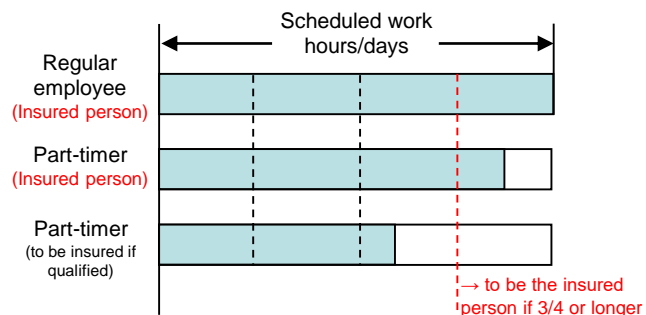 Scheduled work
hours/days
Regular
employee
(Insured person)
Part-timer
(Insured person)
Part-timer
(to be insured if
qualified)
→ to be the insured
person if 3/4 or longer